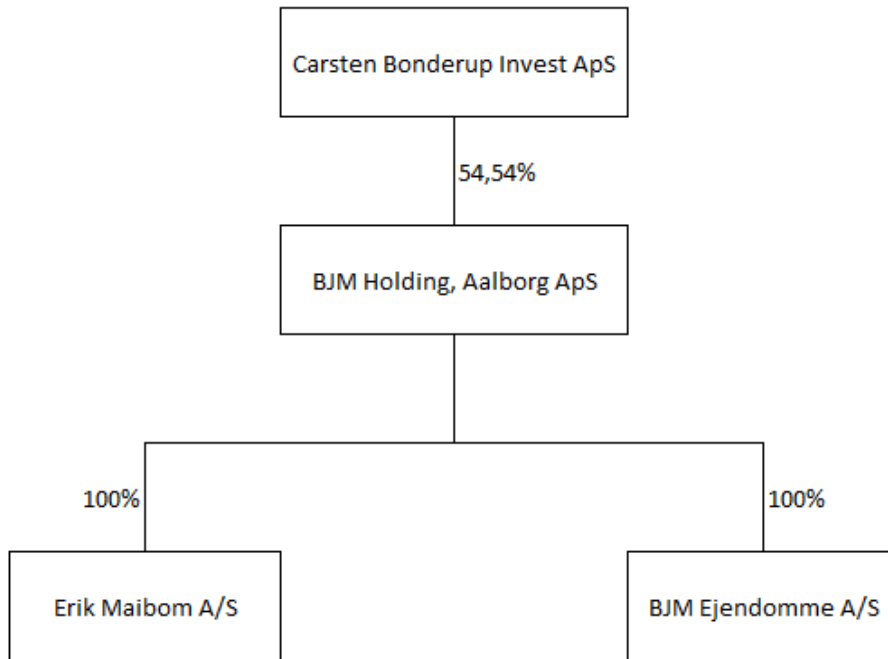 Carsten Bonderup Invest ApS
54,54%
BJM Holding, Aalborg ApS
100%
100%
Erik Maibom A/S
BJM Ejendomme A/S